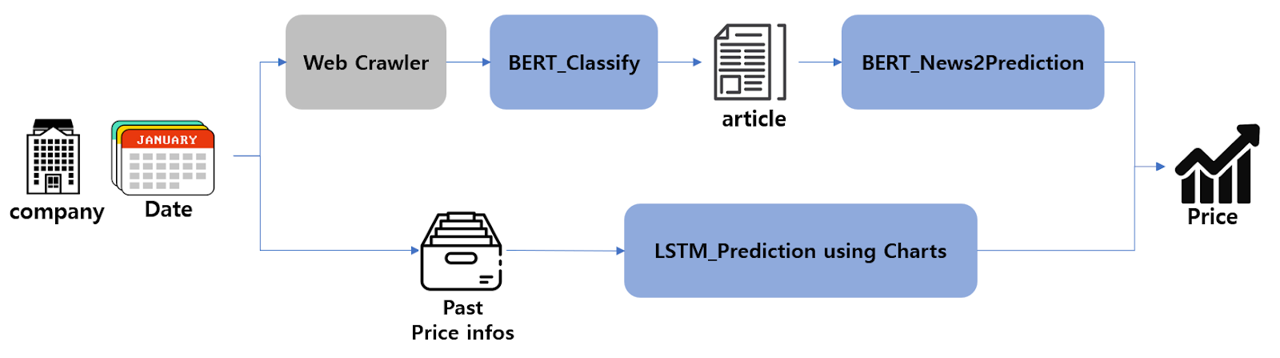 Web Crawler
BERT_Classify
article
BERT_News2Prediction
company
JANUARY
Date
Past
Price infos
LSTM_Prediction using Charts
Price